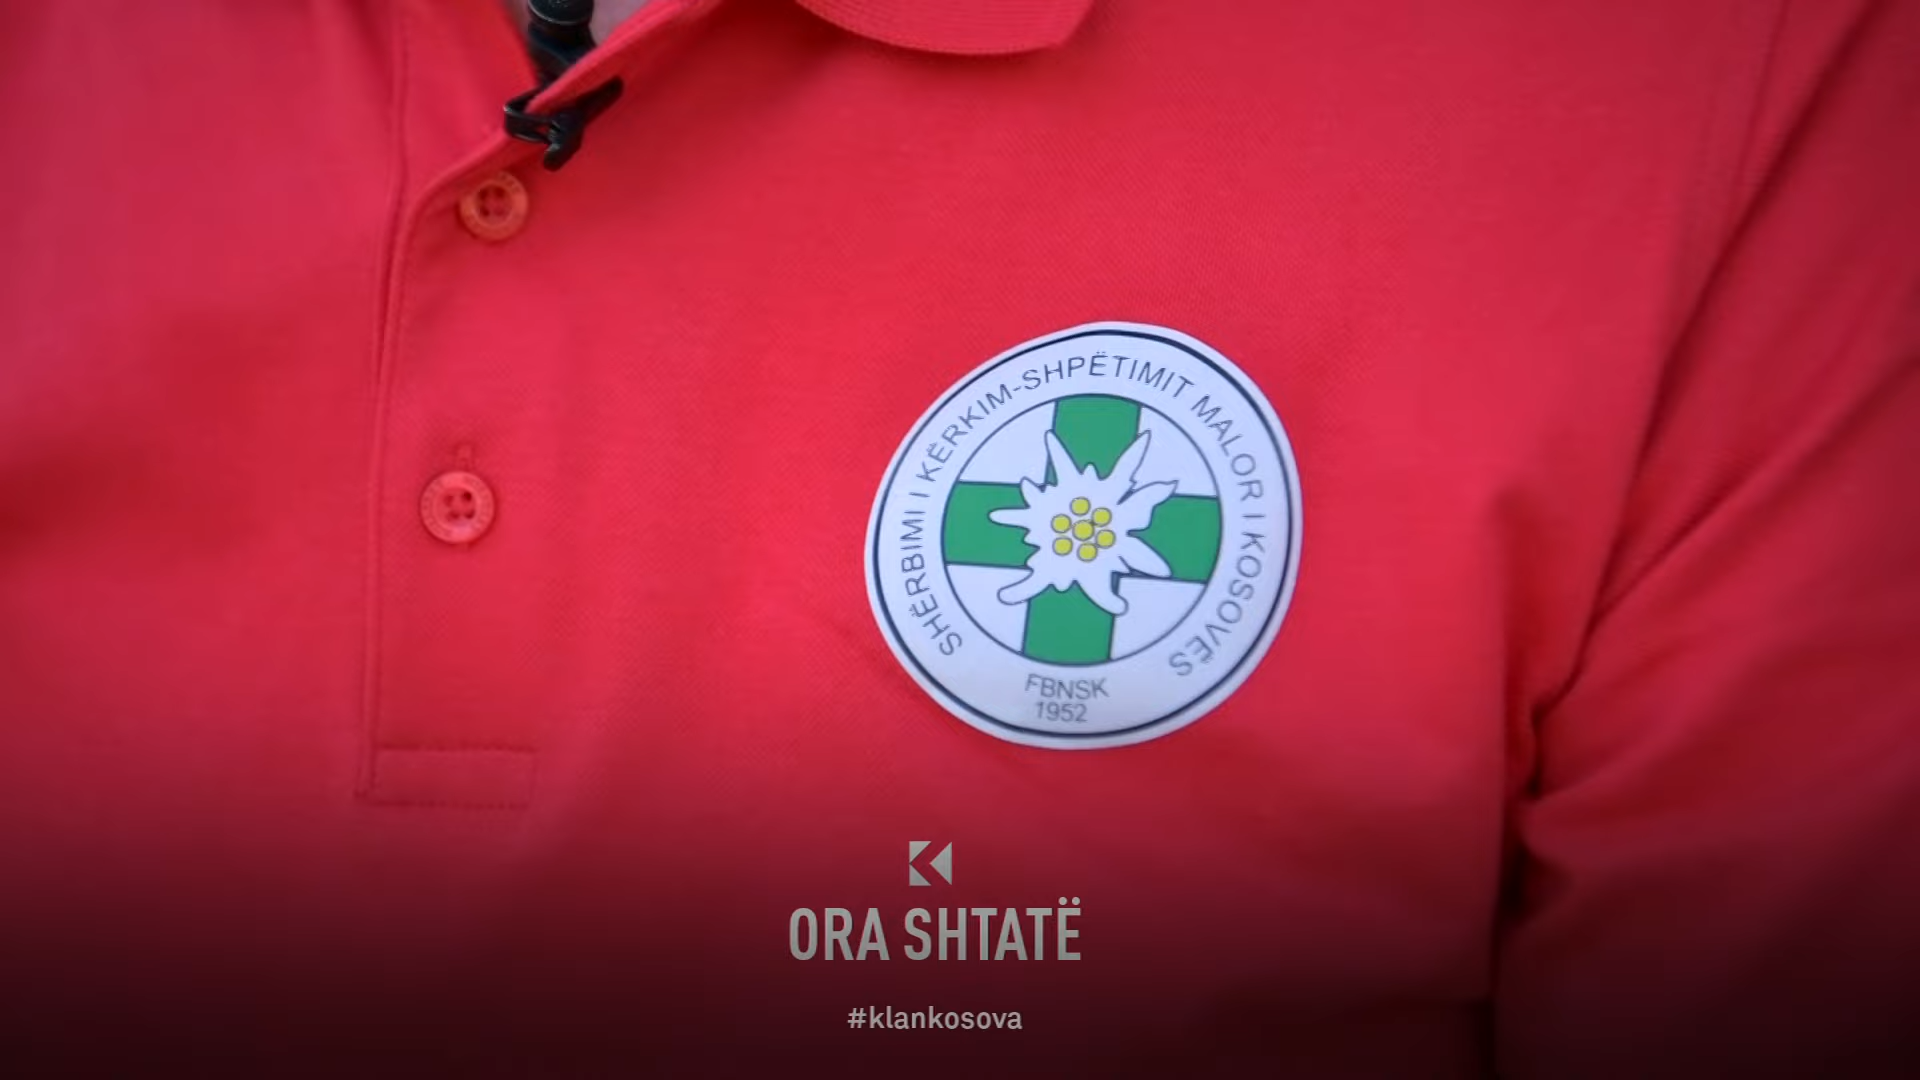 SHËRBIMI I KËRKIM-SHPËTIMIT MALOR I KOSOVËS
FBNSK
1952
ORA SHTATË
#klankosova